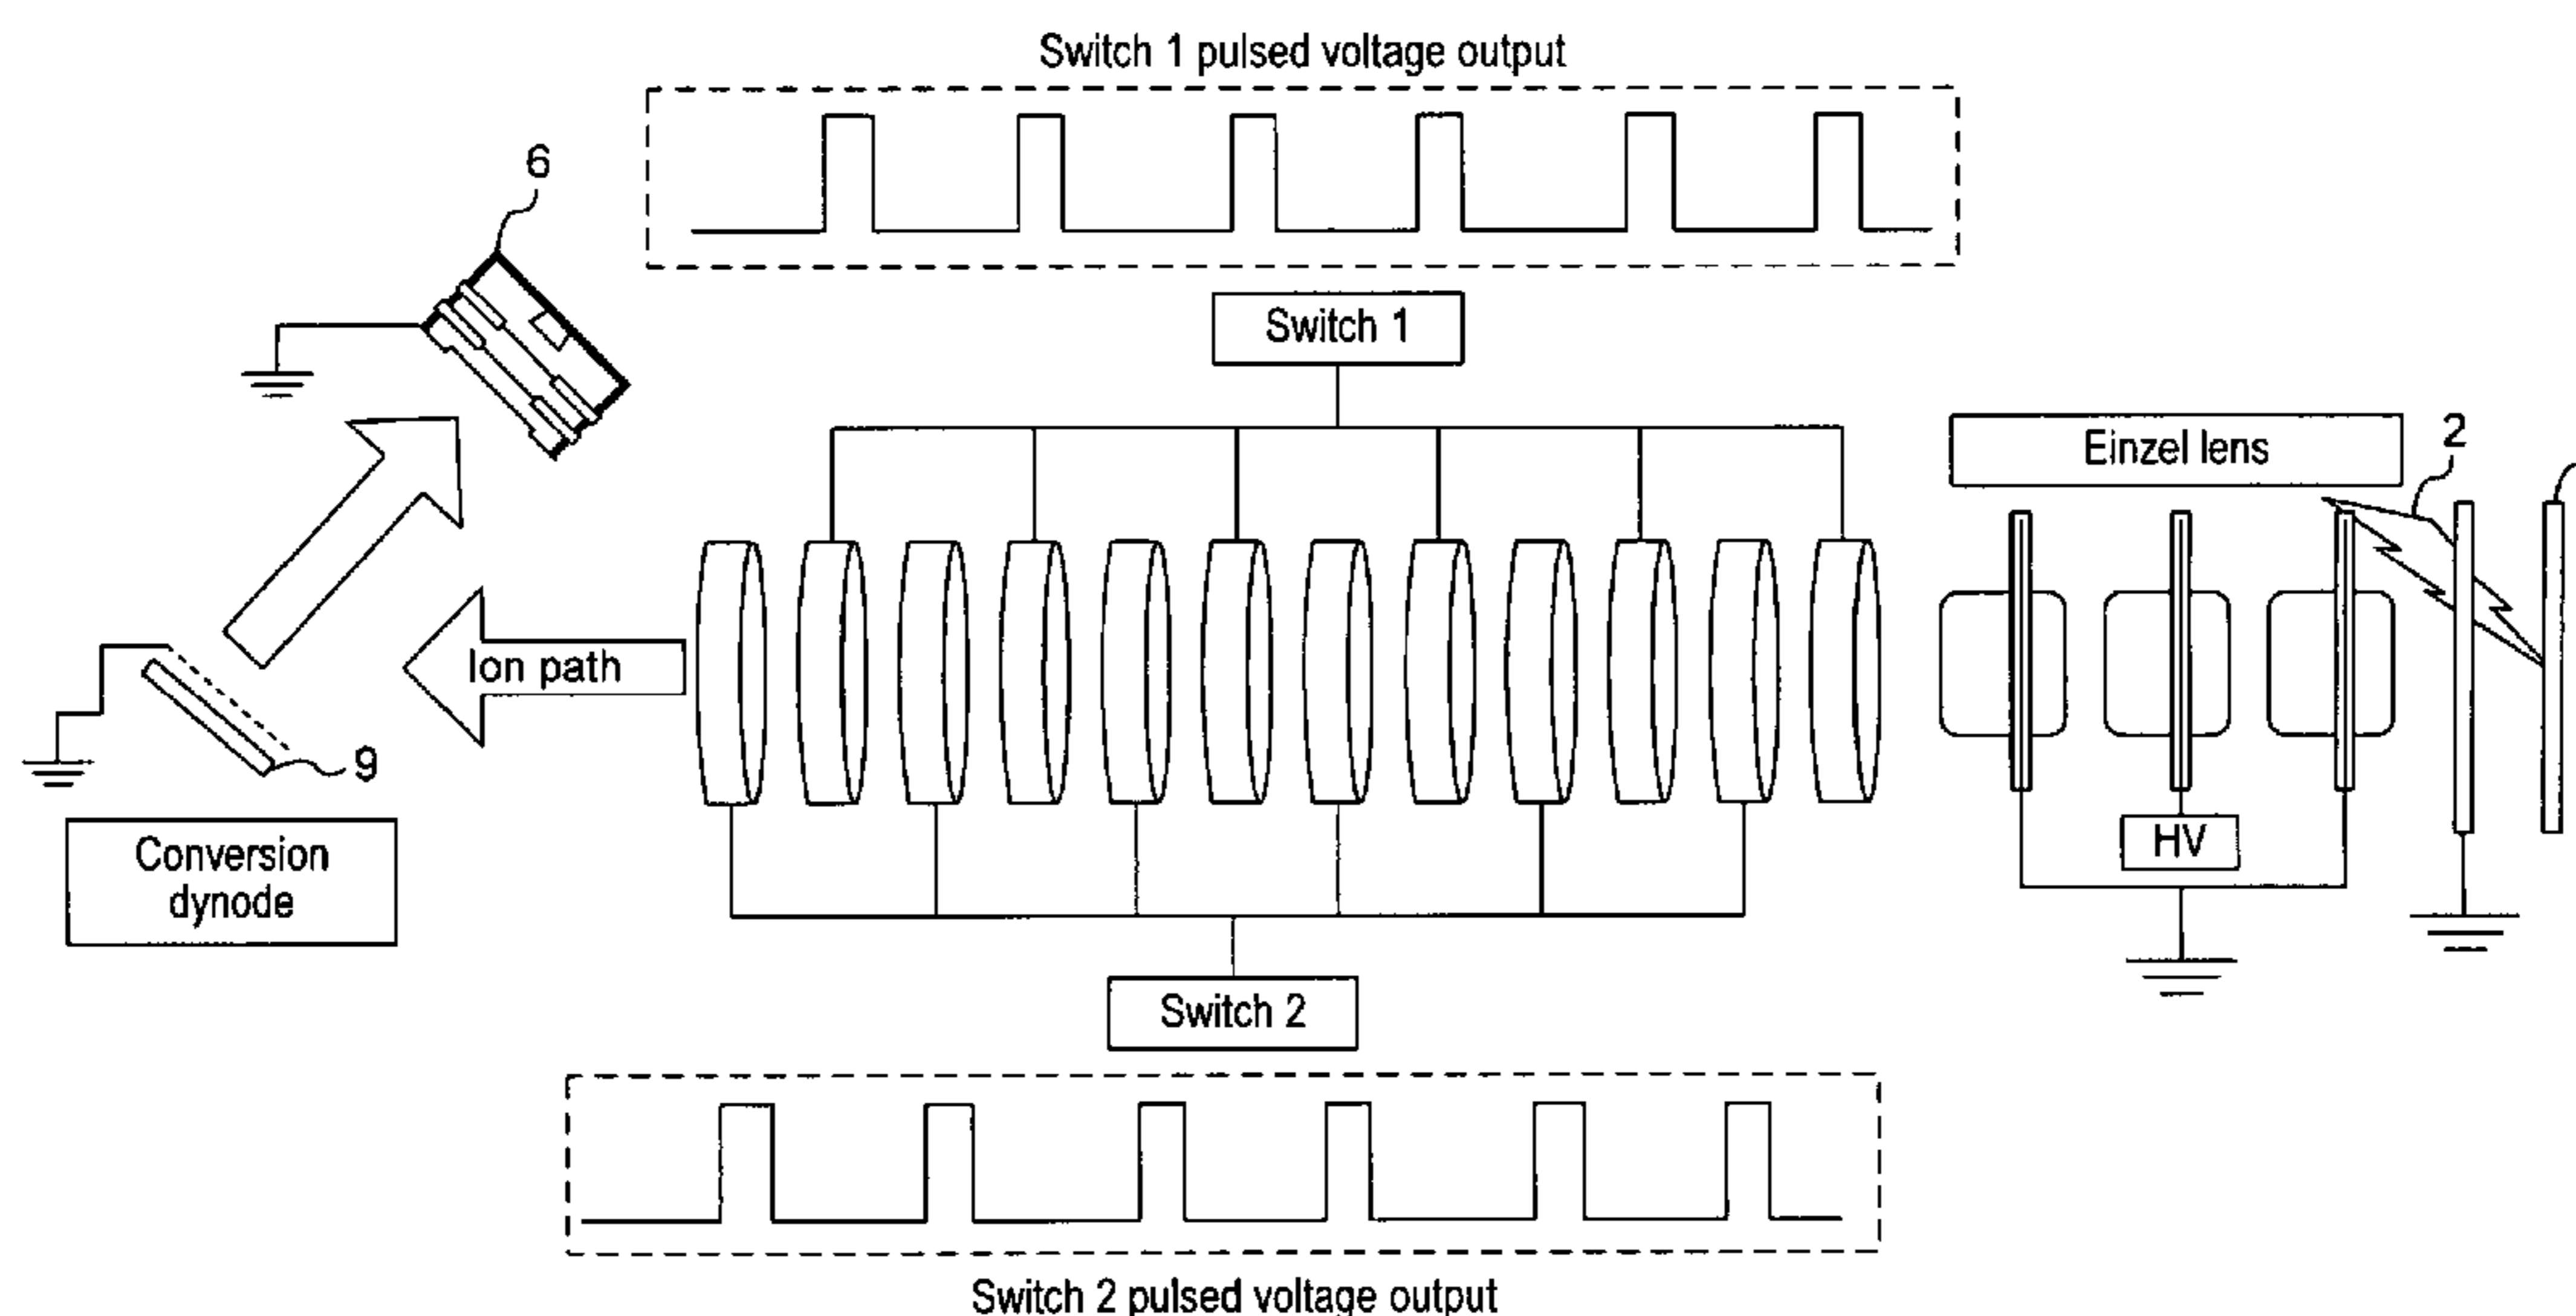 Switch 1 pulsed voltage output
6
Switch 1
Einzel lens
2
Ion path
9
HV
Conversion
dynode
Switch 2
Switch 2 pulsed voltage output